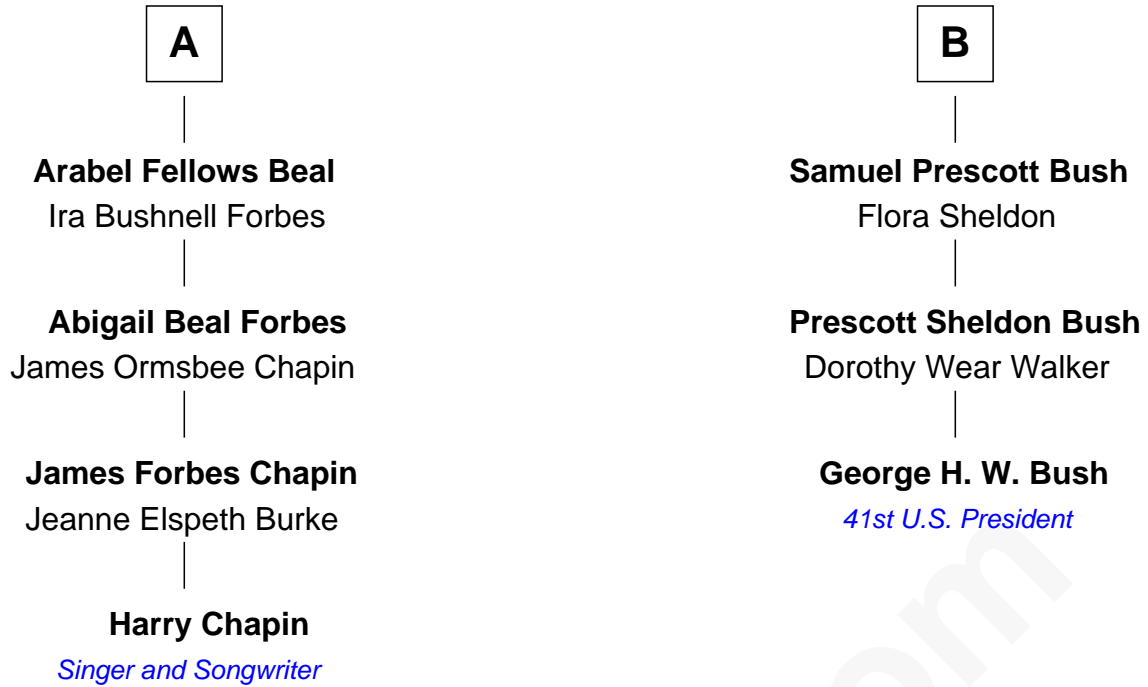 A
Arabel Fellows Beal
Ira Bushnell Forbes
Abigail Beal Forbes
James Ormsbee Chapin
James Forbes Chapin
Jeanne Elspeth Burke
Harry Chapin
Singer and Songwriter
B
Samuel Prescott Bush
Flora Sheldon
Prescott Sheldon Bush
Dorothy Wear Walker
George H. W. Bush
41st U.S. President
om